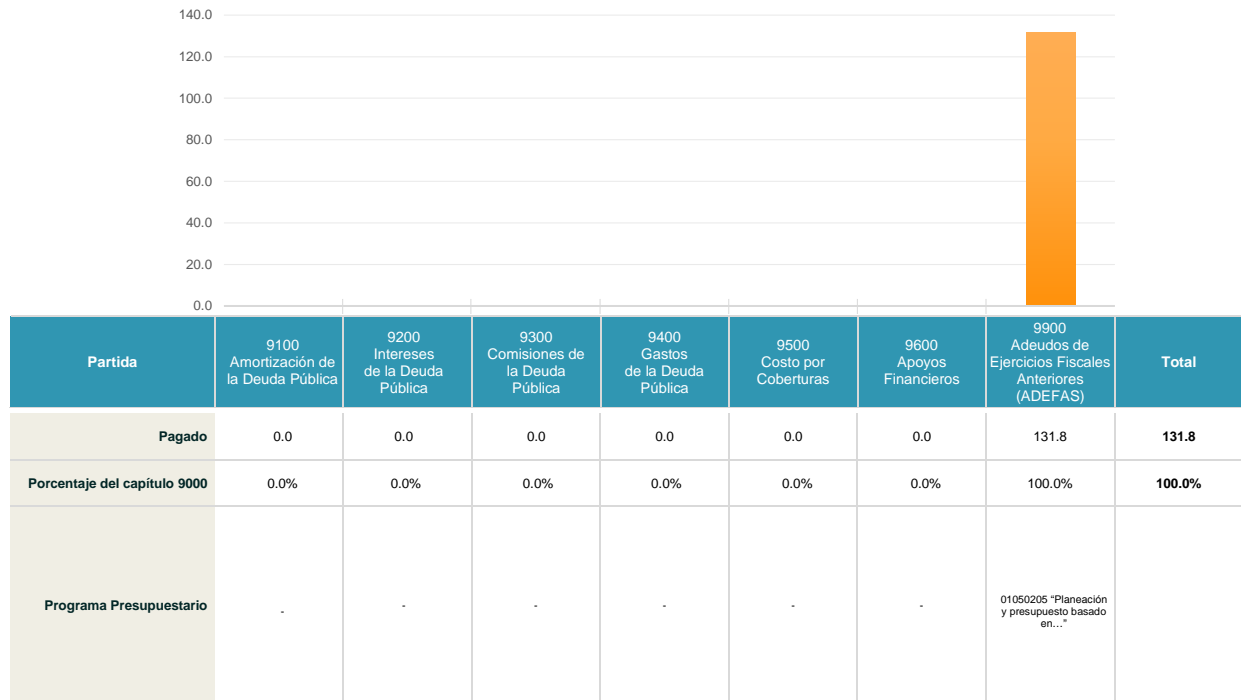 140.0
120.0
100.0
80.0
60.0
40.0
20.0
0.0
Partida
9100
Amortización de
la Deuda Pública
9200
Intereses
de la Deuda
Pública
9300
Comisiones de
la Deuda
Pública
9400
Gastos
de la Deuda
Pública
9500
Costo por
Coberturas
9600
Apoyos
Financieros
9900
Adeudos de
Ejercicios Fiscales
Anteriores
(ADEFAS)
Total
Pagado
0.0
0.0
0.0
0.0
0.0
0.0
131.8
131.8
Porcentaje del capítulo 9000
0.0%
0.0%
0.0%
0.0%
0.0%
0.0%
100.0%
100.0%
Programa Presupuestario
-
-
-
-
-
-
01050205 “Planeación
y presupuesto basado
en…”